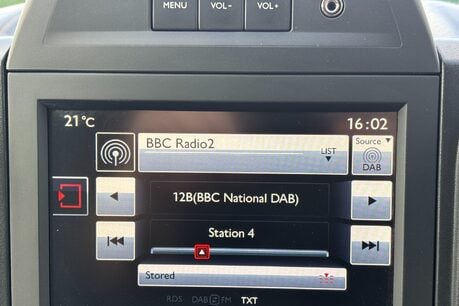 MENU VOL- VOL+
21°C 16:02
BBC Radio2 LIST Source
DAB
12B(BBC National DAB)
Station 4
Stored
RDS DAB FM TXT